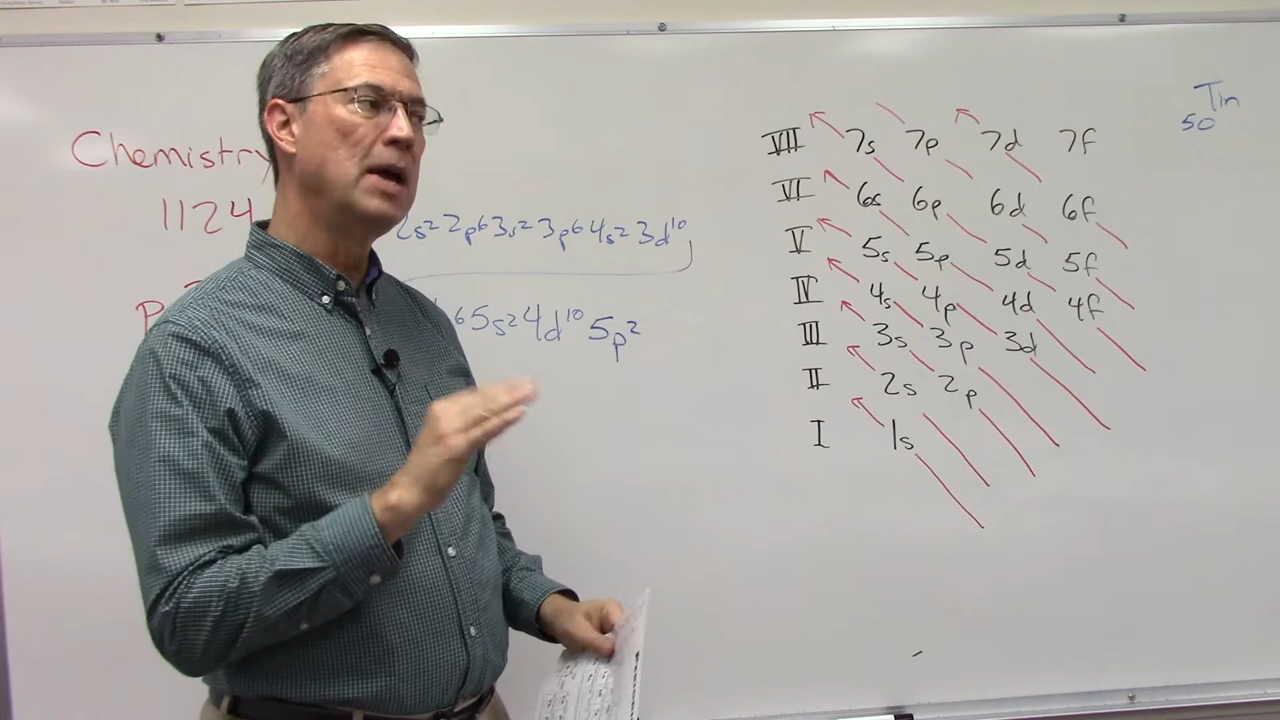 Chemistry
1124
P
2s² 2p⁶ 3s² 3p⁶ 4s² 3d¹⁰
⁶ 5s² 4d¹⁰ 5p²
VII 7s 7p 7d 7f
VI 6s 6p 6d 6f
V 5s 5p 5d 5f
IV 4s 4p 4d 4f
III 3s 3p 3d
II 2s 2p
I 1s
Tin
50